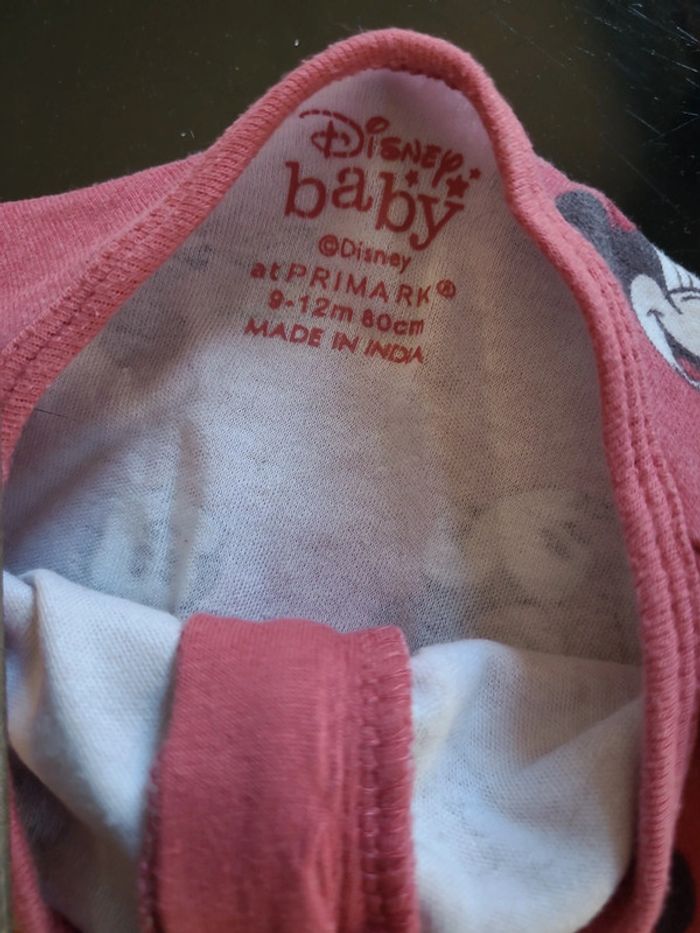 Disney
baby
©Disney
at PRIMARK®
9-12m 80cm
MADE IN INDIA